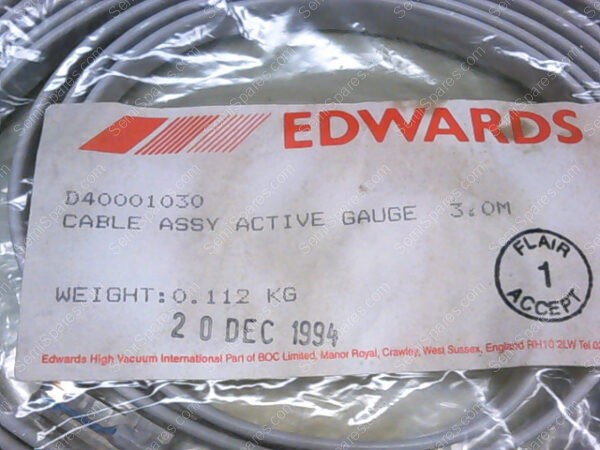 EDWARDS
D40001030
CABLE ASSY ACTIVE GAUGE 3.0M
FLAIR
1
ACCEPT
WEIGHT:0.112 KG
20 DEC 1994
Edwards High Vacuum International Part of BOC Limited, Manor Royal, Crawley, West Sussex, England RH10 2LW Tel